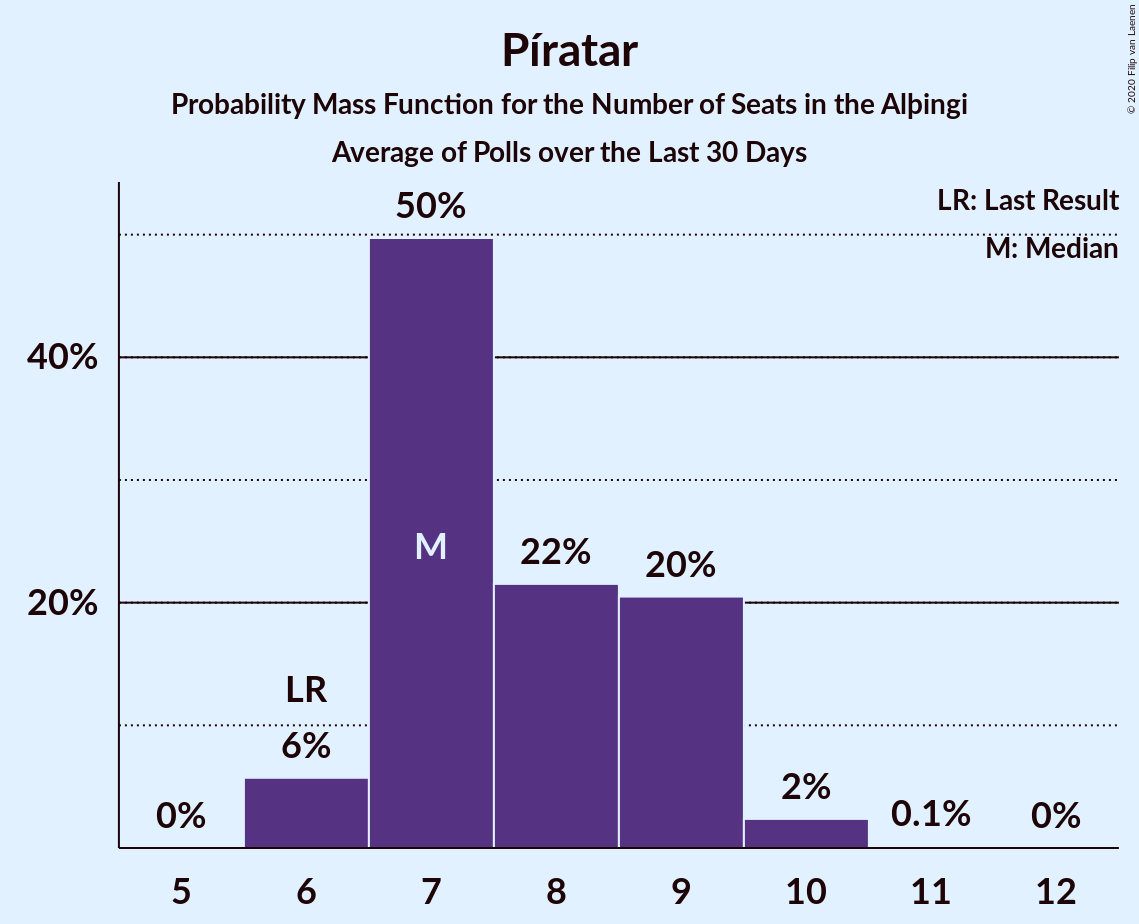 Píratar
Probability Mass Function for the Number of Seats in the Alþingi
Average of Polls over the Last 30 Days
© 2020 Filip van Laenen
LR: Last Result
M: Median
50%
40%
M
22%
20%
20%
LR
6%
0%
2%
0.1%
0%
5 6 7 8 9 10 11 12